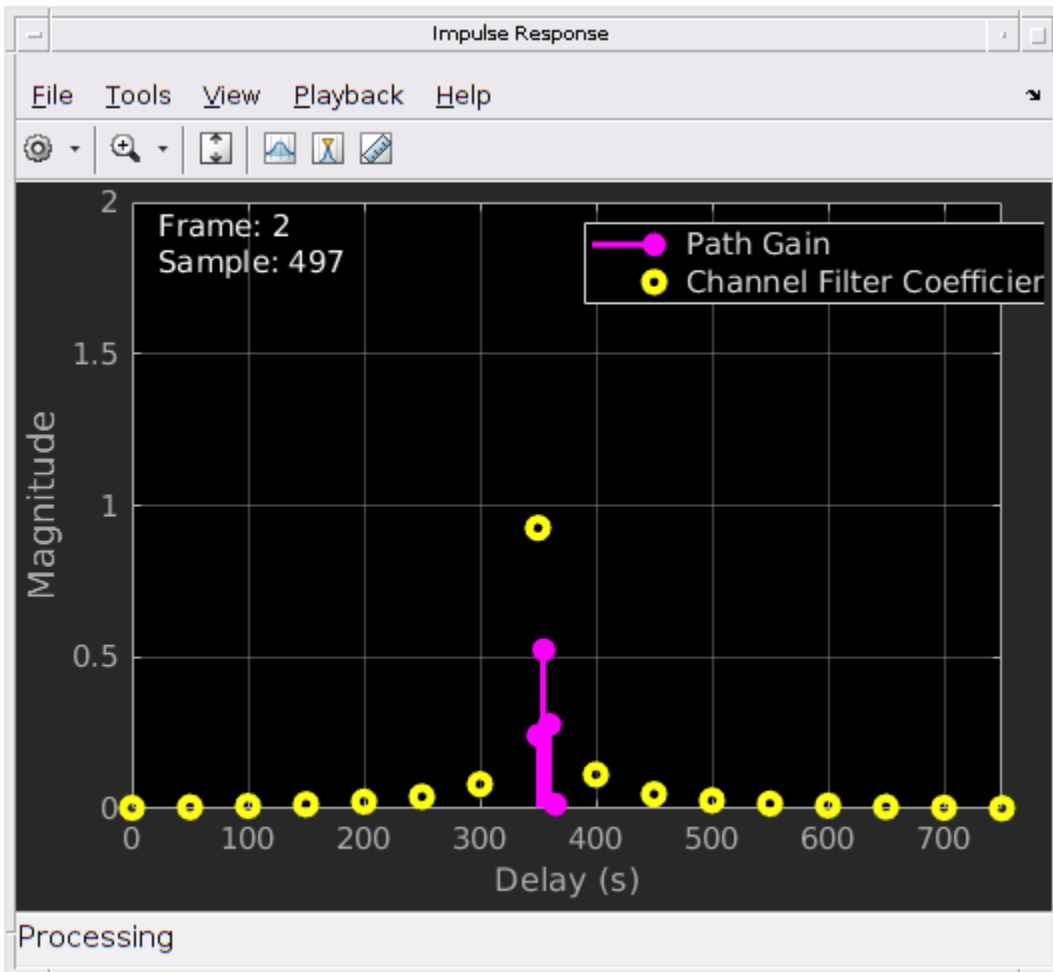 Impulse Response
File Tools View Playback Help
Frame: 2
Sample: 497
Path Gain
Channel Filter Coefficier
Magnitude
2
1.5
1
0.5
0
0 100 200 300 400 500 600 700
Delay (s)
Processing